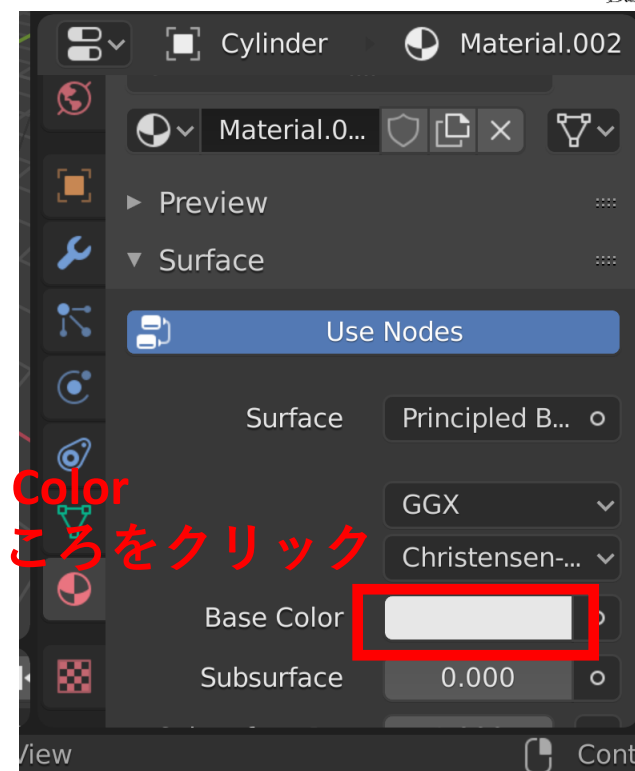 Cylinder Material.002
Material.0...
Preview
Surface
Use Nodes
Surface Principled B...
Color
GGX
ころをクリック
Christensen-...
Base Color
Subsurface 0.000
View Cont